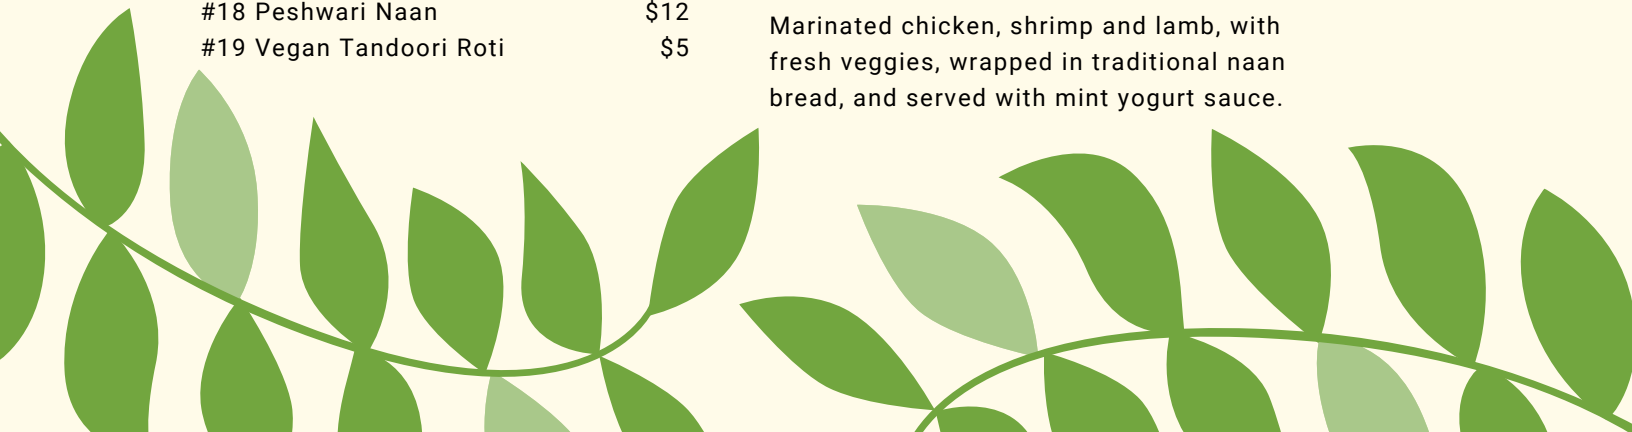 #18 Peshwari Naan $12
#19 Vegan Tandoori Roti $5
Marinated chicken, shrimp and lamb, with
fresh veggies, wrapped in traditional naan
bread, and served with mint yogurt sauce.